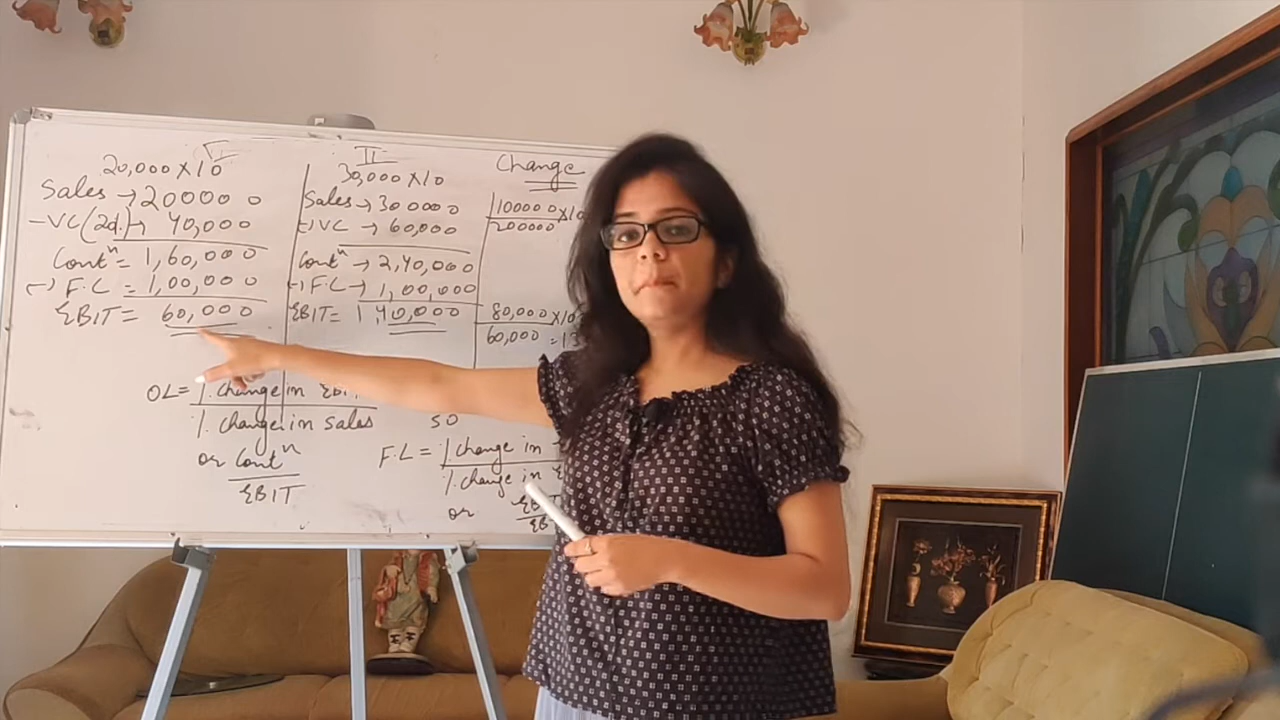 I
20,000 × 10
Sales → 200000
- VC (2d.) → 40,000
Contⁿ = 1,60,000
(-) F.C = 1,00,000
EBIT = 60,000
II
30,000 × 10
Sales → 300000
(-) VC → 60,000
Contⁿ → 2,40,000
(-) F.C → 1,00,000
EBIT = 1,40,000
Change
100000 × 10
200000
80,000 × 10
60,000 = 13
OL = % change in EBIT
% change in Sales
or Contⁿ
EBIT
so
F.L = % change in
% change in
or EBIT